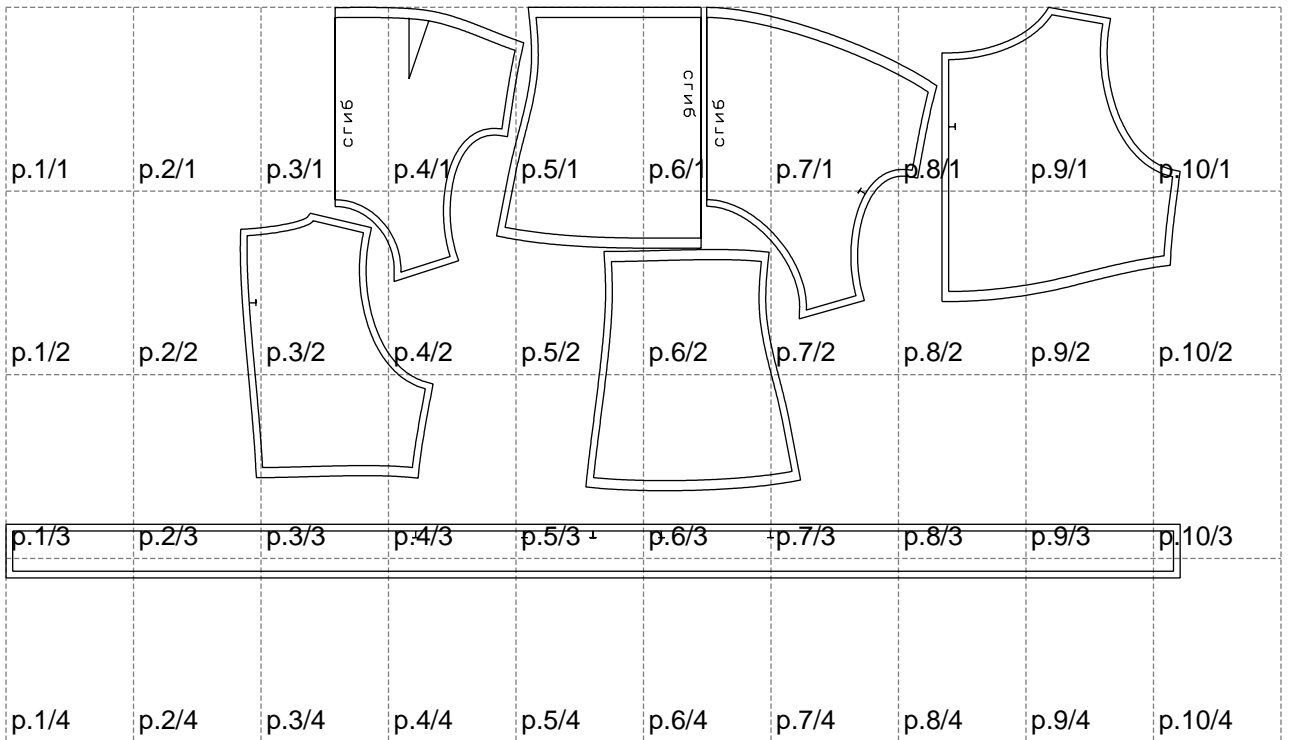 сгиб
сгиб
сгиб
p.1/1 p.2/1 p.3/1 p.4/1 p.5/1 p.6/1 p.7/1 p.8/1 p.9/1 p.10/1
p.1/2 p.2/2 p.3/2 p.4/2 p.5/2 p.6/2 p.7/2 p.8/2 p.9/2 p.10/2
p.1/3 p.2/3 p.3/3 p.4/3 p.5/3 p.6/3 p.7/3 p.8/3 p.9/3 p.10/3
p.1/4 p.2/4 p.3/4 p.4/4 p.5/4 p.6/4 p.7/4 p.8/4 p.9/4 p.10/4